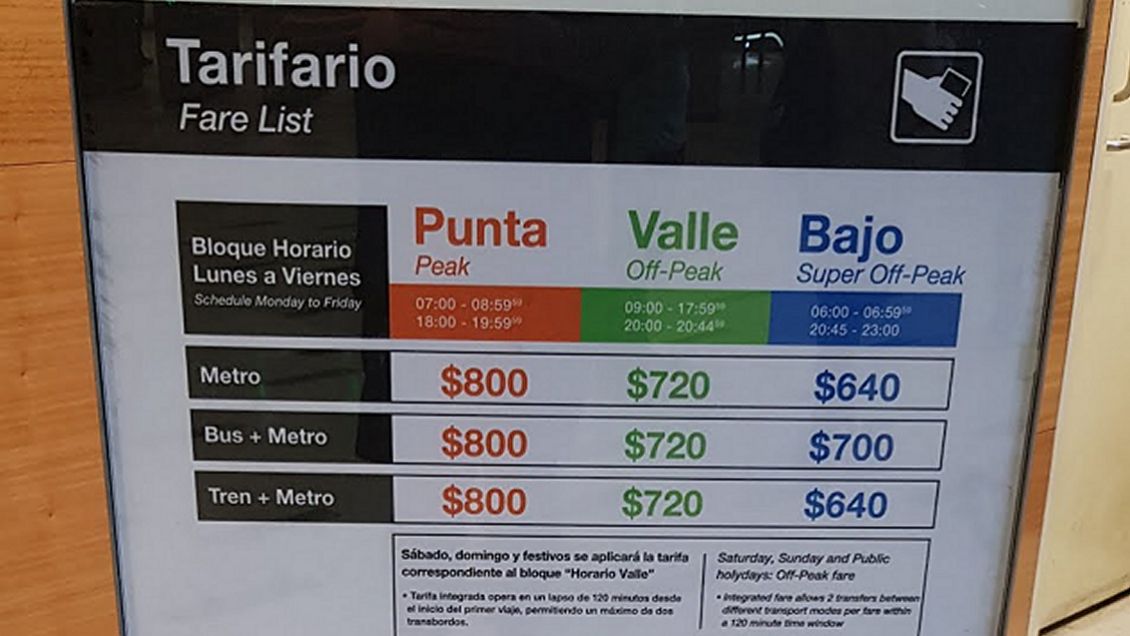 Tarifario
Fare List
Bloque Horario
Lunes a Viernes
Schedule Monday to Friday
Punta
Peak
07:00 - 08:59⁵⁹
18:00 - 19:59⁵⁹
Valle
Off-Peak
09:00 - 17:59⁵⁹
20:00 - 20:44⁵⁹
Bajo
Super Off-Peak
06:00 - 06:59⁵⁹
20:45 - 23:00
Metro $800 $720 $640
Bus + Metro $800 $720 $700
Tren + Metro $800 $720 $640
Sábado, domingo y festivos se aplicará la tarifa
correspondiente al bloque "Horario Valle"
• Tarifa integrada opera en un lapso de 120 minutos desde
el inicio del primer viaje, permitiendo un máximo de dos
transbordos.
Saturday, Sunday and Public
holydays: Off-Peak fare
• Integrated fare allows 2 transfers between
different transport modes per fare within
a 120 minute time window